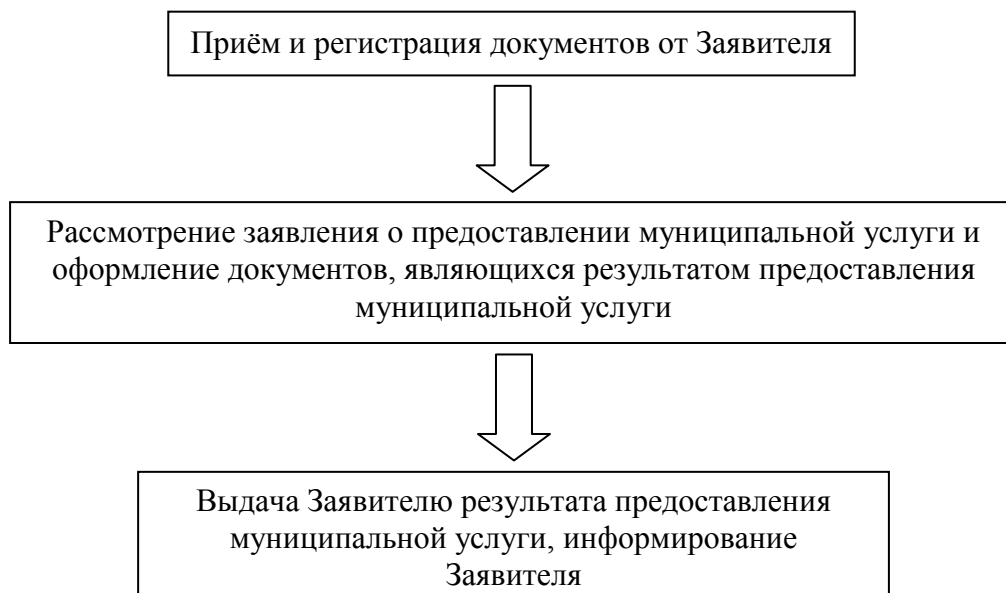 Приём и регистрация документов от Заявителя
Рассмотрение заявления о предоставлении муниципальной услуги и
оформление документов, являющихся результатом предоставления
муниципальной услуги
Выдача Заявителю результата предоставления
муниципальной услуги, информирование
Заявителя